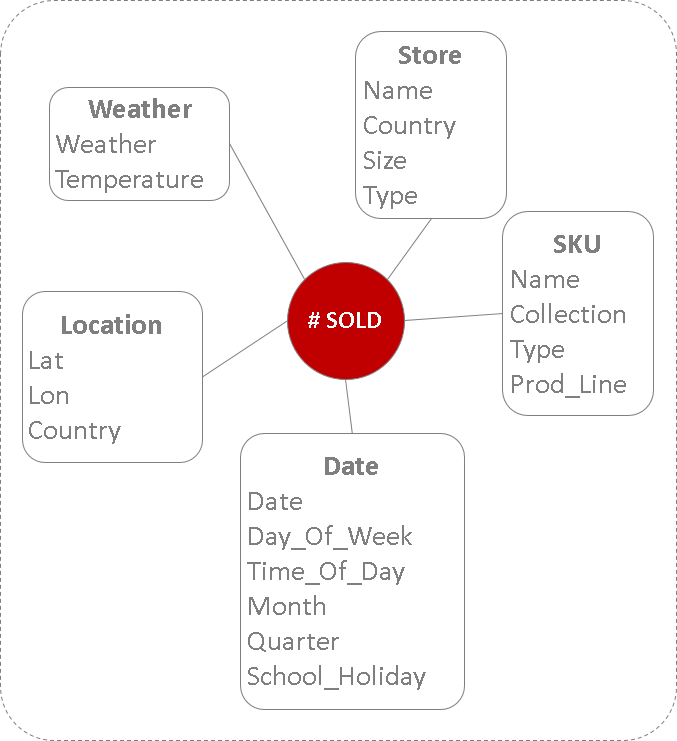 Store
Name
Country
Size
Type
Weather
Weather
Temperature
SKU
Name
Collection
Type
Prod_Line
# SOLD
Location
Lat
Lon
Country
Date
Date
Day_Of_Week
Time_Of_Day
Month
Quarter
School_Holiday